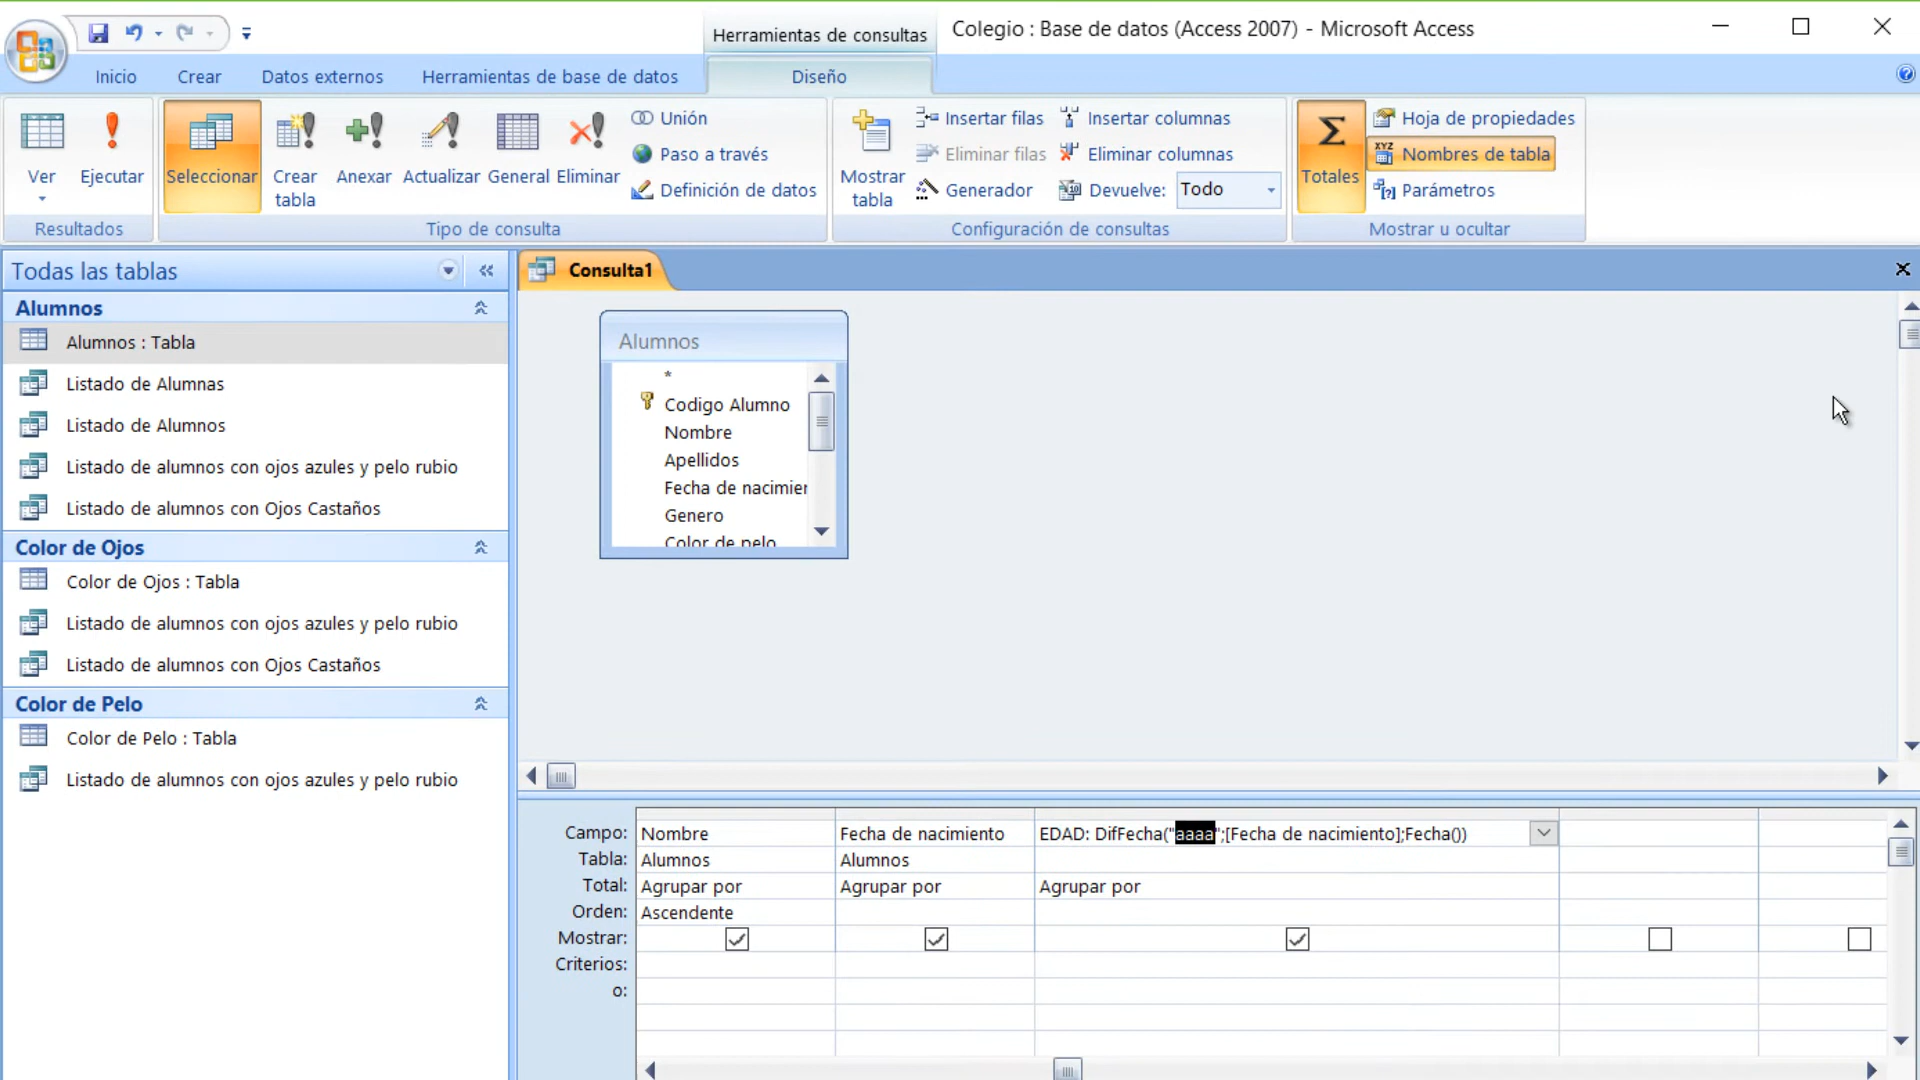 Herramientas de consultas
Colegio : Base de datos (Access 2007) - Microsoft Access
Inicio
Crear
Datos externos
Herramientas de base de datos
Diseño
Ver
Ejecutar
Resultados
Seleccionar
Crear
tabla
Anexar
Actualizar
General
Eliminar
Unión
Paso a través
Definición de datos
Tipo de consulta
Mostrar
tabla
Insertar filas
Eliminar filas
Generador
Insertar columnas
Eliminar columnas
Devuelve:
Todo
Configuración de consultas
Totales
Hoja de propiedades
Nombres de tabla
Parámetros
Mostrar u ocultar
Todas las tablas
Alumnos
Alumnos : Tabla
Listado de Alumnas
Listado de Alumnos
Listado de alumnos con ojos azules y pelo rubio
Listado de alumnos con Ojos Castaños
Color de Ojos
Color de Ojos : Tabla
Listado de alumnos con ojos azules y pelo rubio
Listado de alumnos con Ojos Castaños
Color de Pelo
Color de Pelo : Tabla
Listado de alumnos con ojos azules y pelo rubio
Consulta1
Alumnos
*
Codigo Alumno
Nombre
Apellidos
Fecha de nacimier
Genero
Color de pelo
Campo: Nombre Fecha de nacimiento EDAD: DifFecha("aaaa";[Fecha de nacimiento];Fecha())
Tabla: Alumnos Alumnos
Total: Agrupar por Agrupar por Agrupar por
Orden: Ascendente
Mostrar:
Criterios:
o: